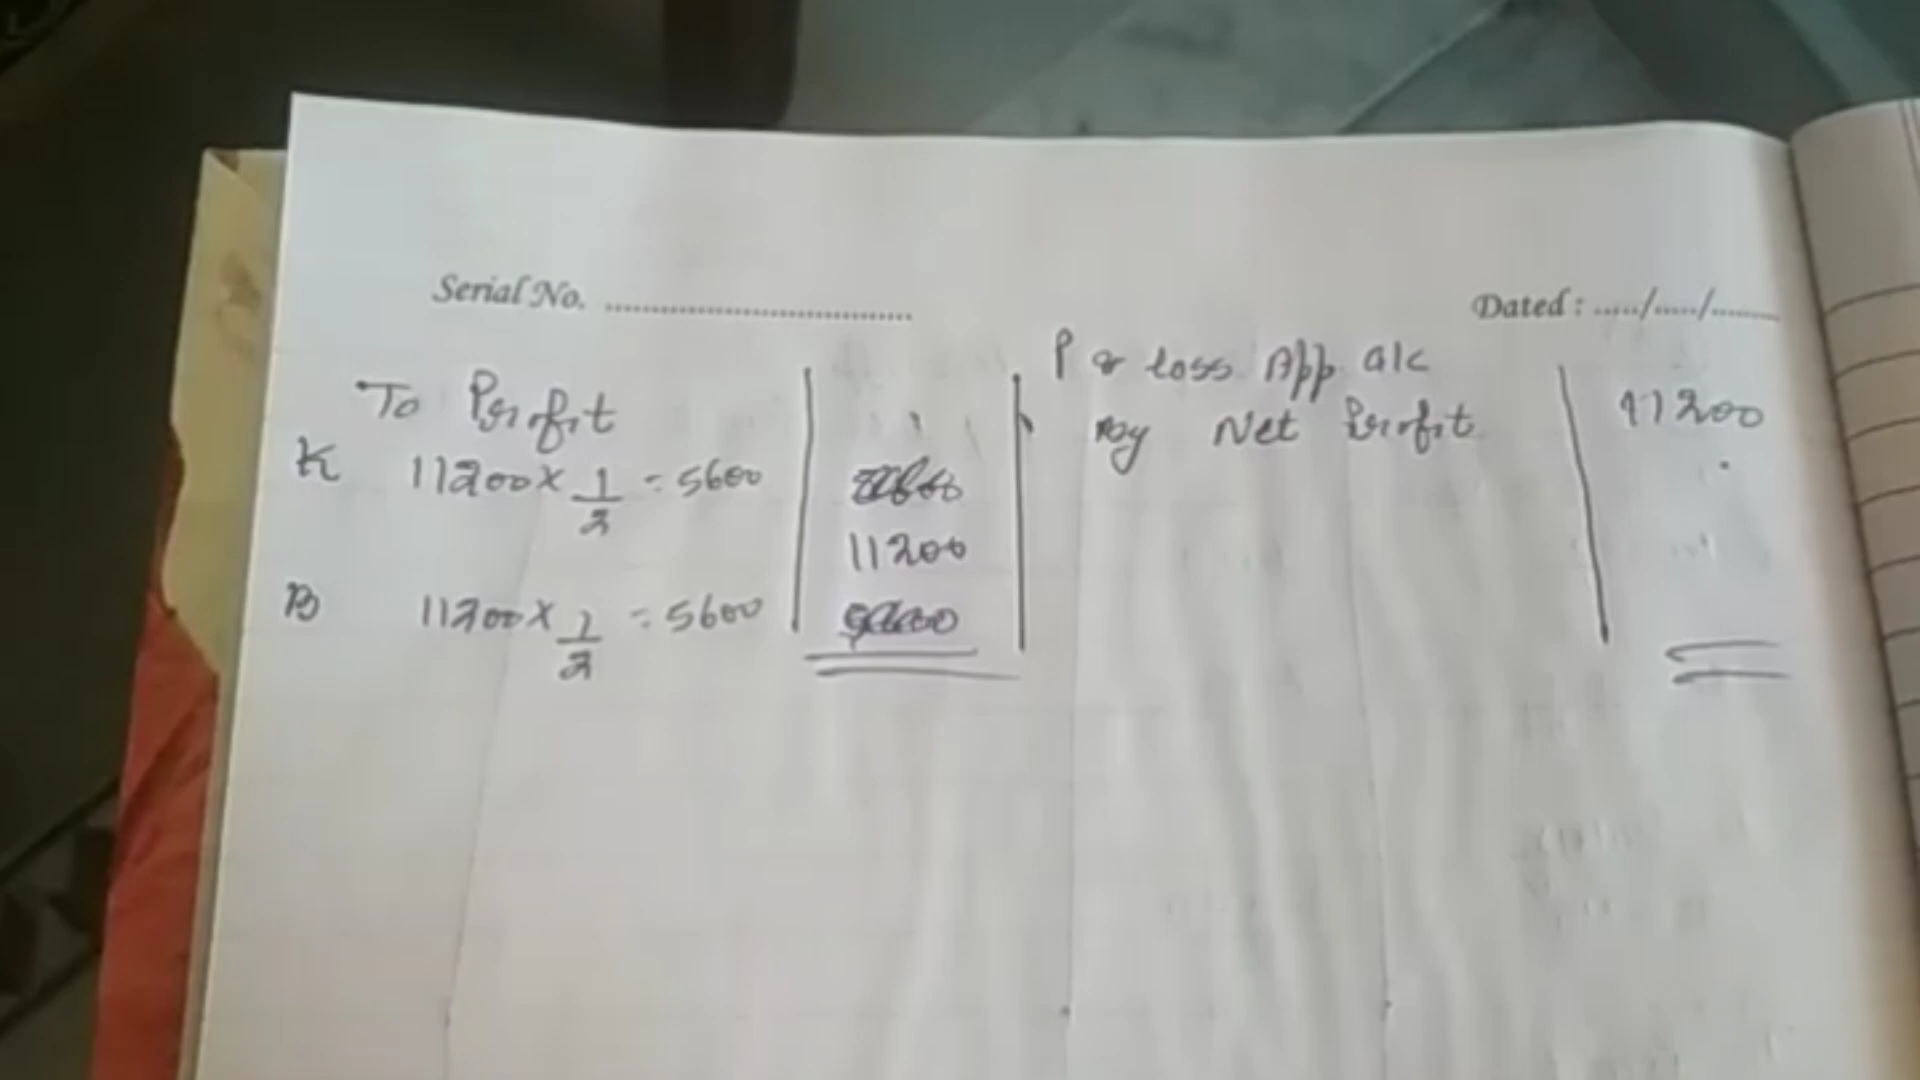 Serial No. ................................
Dated : ...../...../........
P & loss App a/c
To Profit
By Net Profit 11200
K 11200 x 1/2 = 5600
11200
B 11200 x 1/2 = 5600